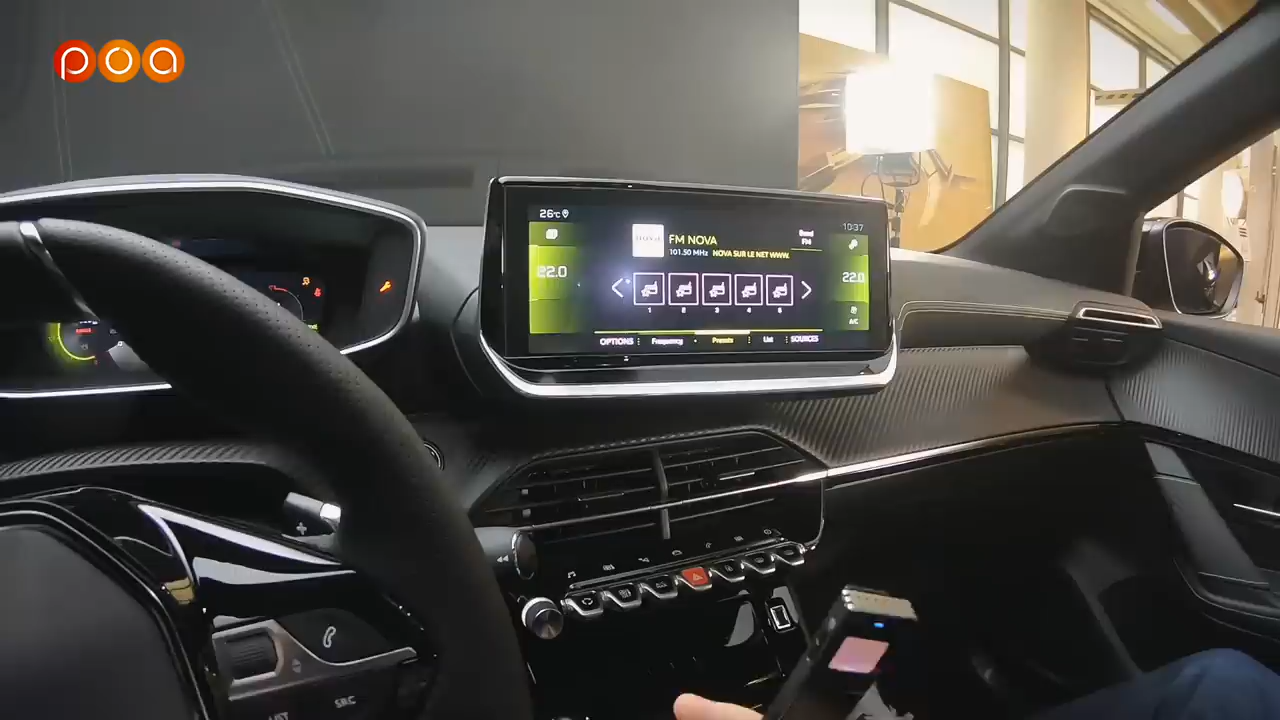 poa
26°C
10:37
FM NOVA
Band
FM
101.50 MHz NOVA SUR LE NET WWW.
22.0
22.0
1 2 3 4 5
A/C
OPTIONS Frequency Presets List SOURCES
+
SRC
LIST